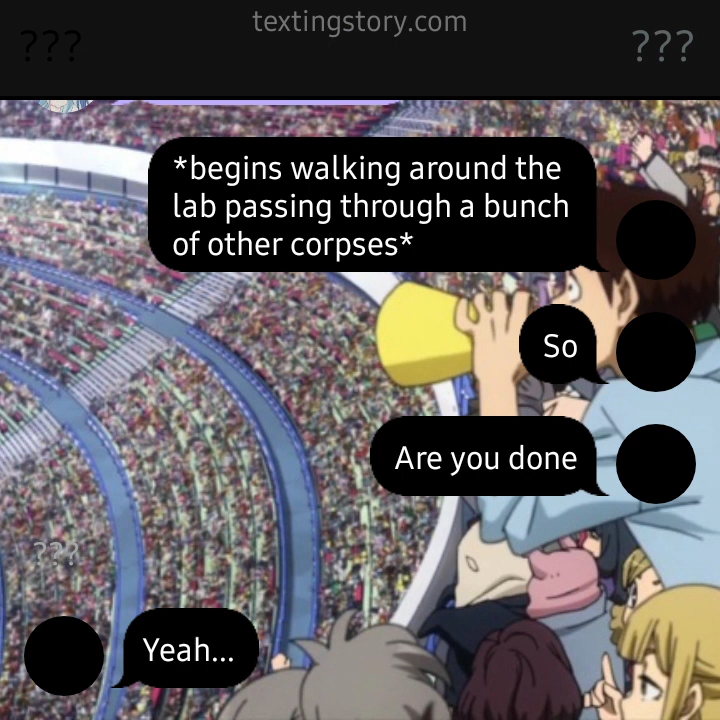 textingstory.com
??? ???
*begins walking around the
lab passing through a bunch
of other corpses*
So
Are you done
???
Yeah...